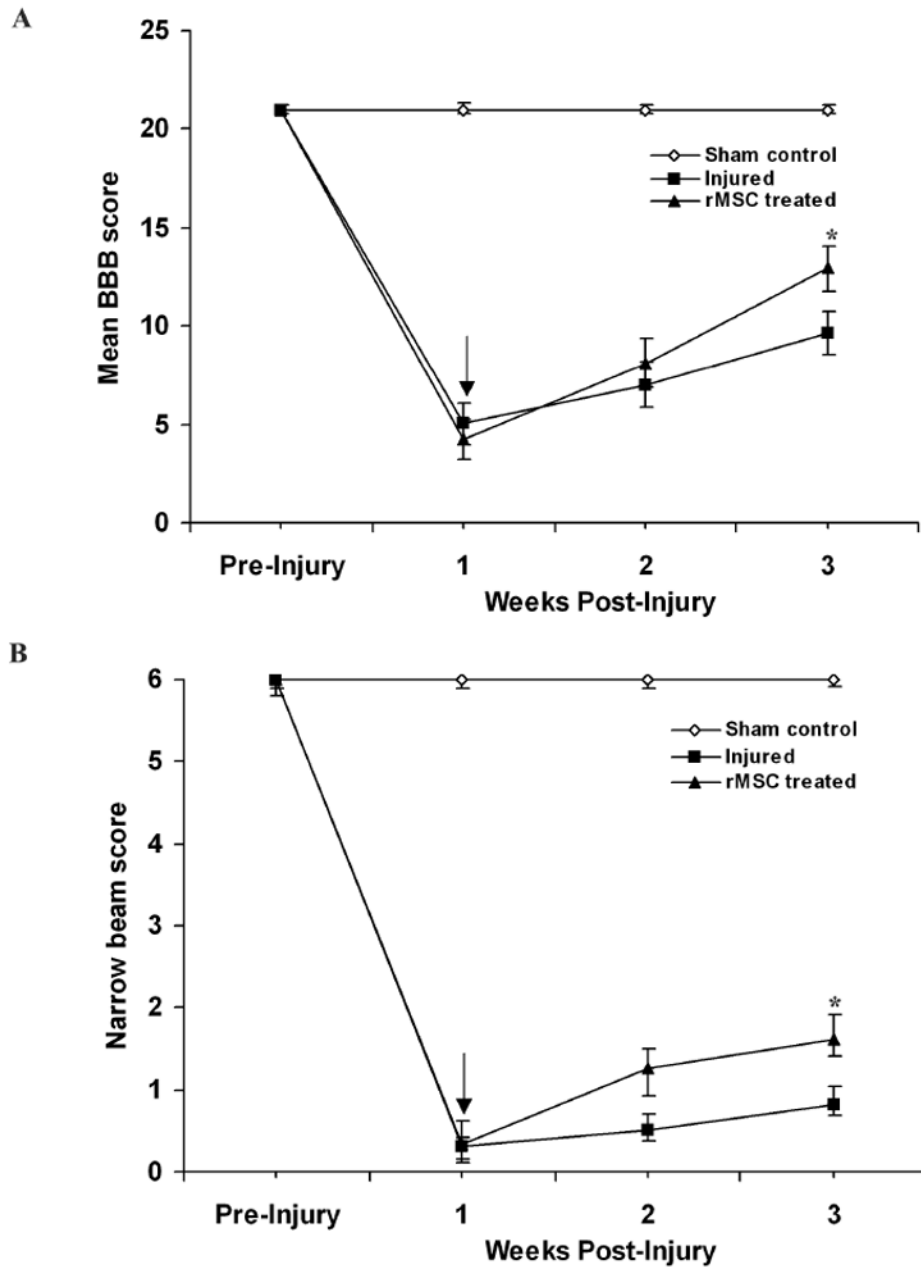 A
25
20
15
10
5
0
Mean BBB score
Sham control
Injured
rMSC treated
*
Pre-Injury 1 2 3
Weeks Post-Injury
B
6
5
4
3
2
1
0
Narrow beam score
Sham control
Injured
rMSC treated
*
Pre-Injury 1 2 3
Weeks Post-Injury